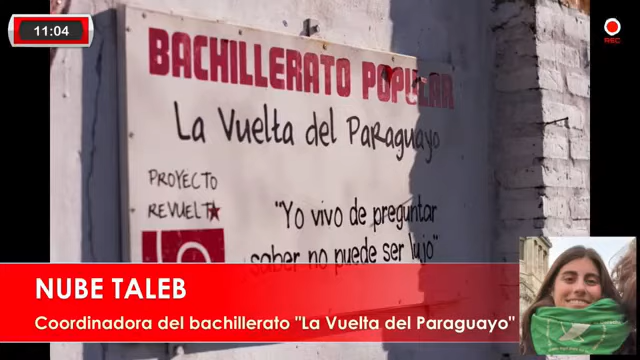 11:04
REC
BACHILLERATO POPULAR
La Vuelta del Paraguayo
PROYECTO
REVUELTA
"Yo vivo de preguntar
saber no puede ser lujo"
NUBE TALEB
Coordinadora del bachillerato "La Vuelta del Paraguayo"